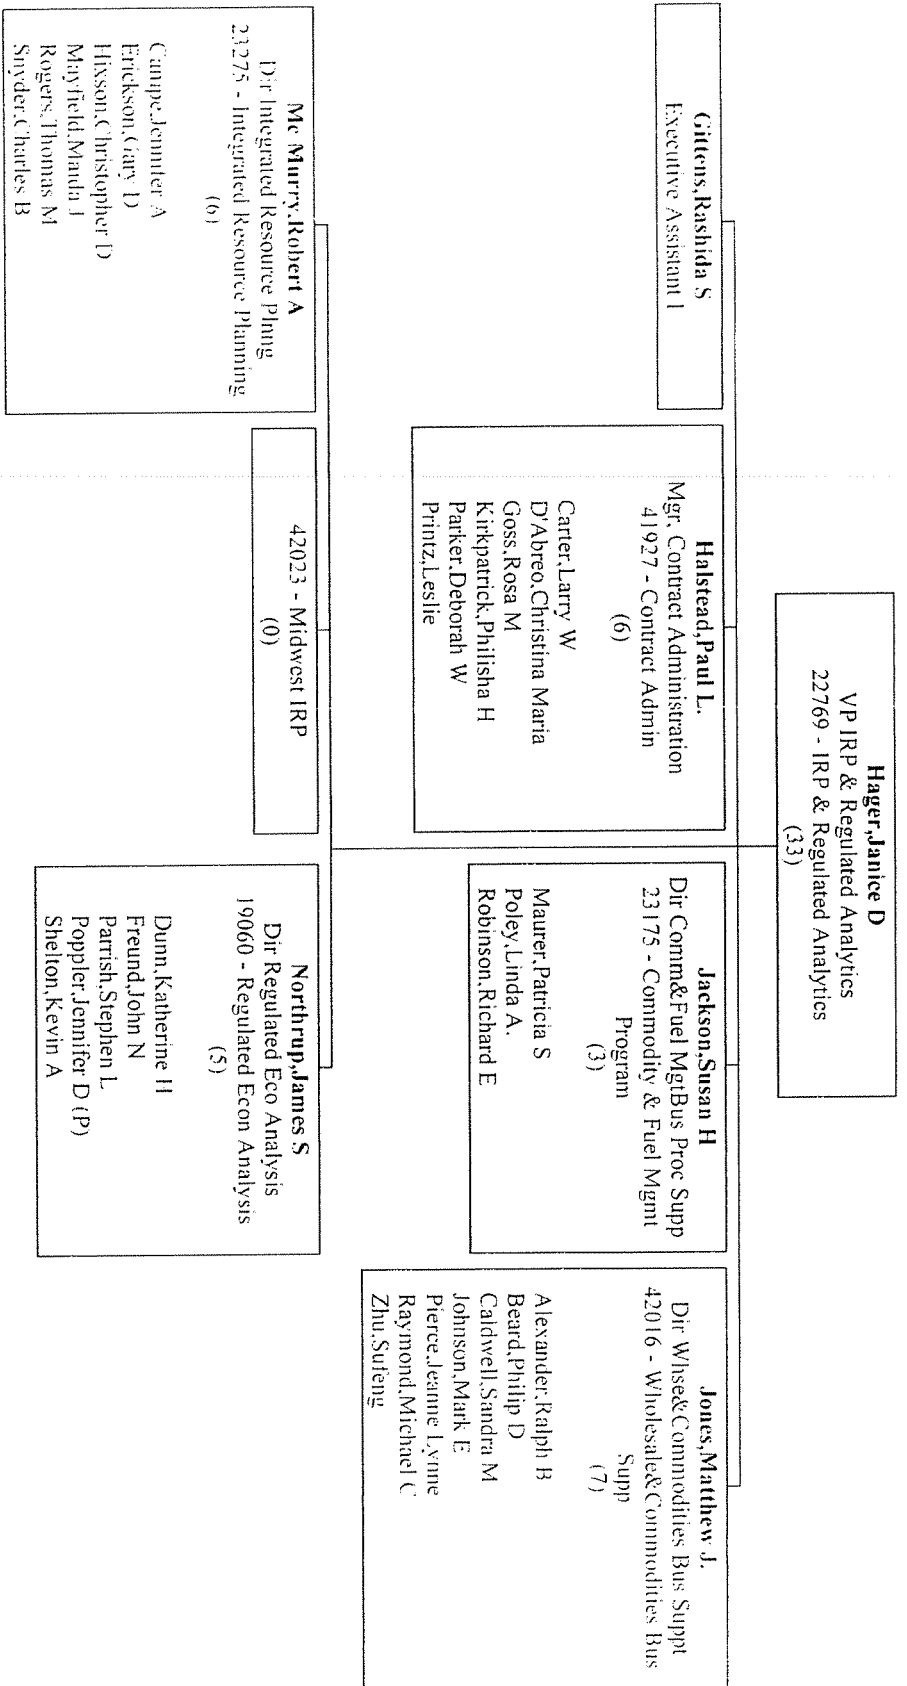 Hager,Janice D
VP IRP & Regulated Analytics
22769 - IRP & Regulated Analytics
(33)
Gittens,Rashida S
Executive Assistant I
Halstead,Paul L.
Mgr, Contract Administration
41927 - Contract Admin
(6)
Carter,Larry W
D'Abreo,Christina Maria
Goss,Rosa M
Kirkpatrick,Philisha H
Parker,Deborah W
Printz,Leslie
Jackson,Susan H
Dir Comm&Fuel MgtBus Proc Supp
23175 - Commodity & Fuel Mgmt
Program
(3)
Maurer,Patricia S
Poley,Linda A.
Robinson,Richard E
Jones,Matthew J.
Dir Whse&Commodities Bus Suppt
42016 - Wholesale&Commodities Bus
Supp
(7)
Alexander,Ralph B
Beard,Philip D
Caldwell,Sandra M
Johnson,Mark E
Pierce,Jeanne Lynne
Raymond,Michael C
Zhu,Sufeng
Mc Murry,Robert A
Dir Integrated Resource Plnng
23275 - Integrated Resource Planning
(6)
Campe,Jennifer A
Erickson,Gary D
Hixson,Christopher D
Mayfield,Marda J
Rogers,Thomas M
Snyder,Charles B
42023 - Midwest IRP
(0)
Northrup,James S
Dir Regulated Eco Analysis
19060 - Regulated Econ Analysis
(5)
Dunn,Katherine H
Freund,John N
Parrish,Stephen L
Poppler,Jennifer D (P)
Shelton,Kevin A